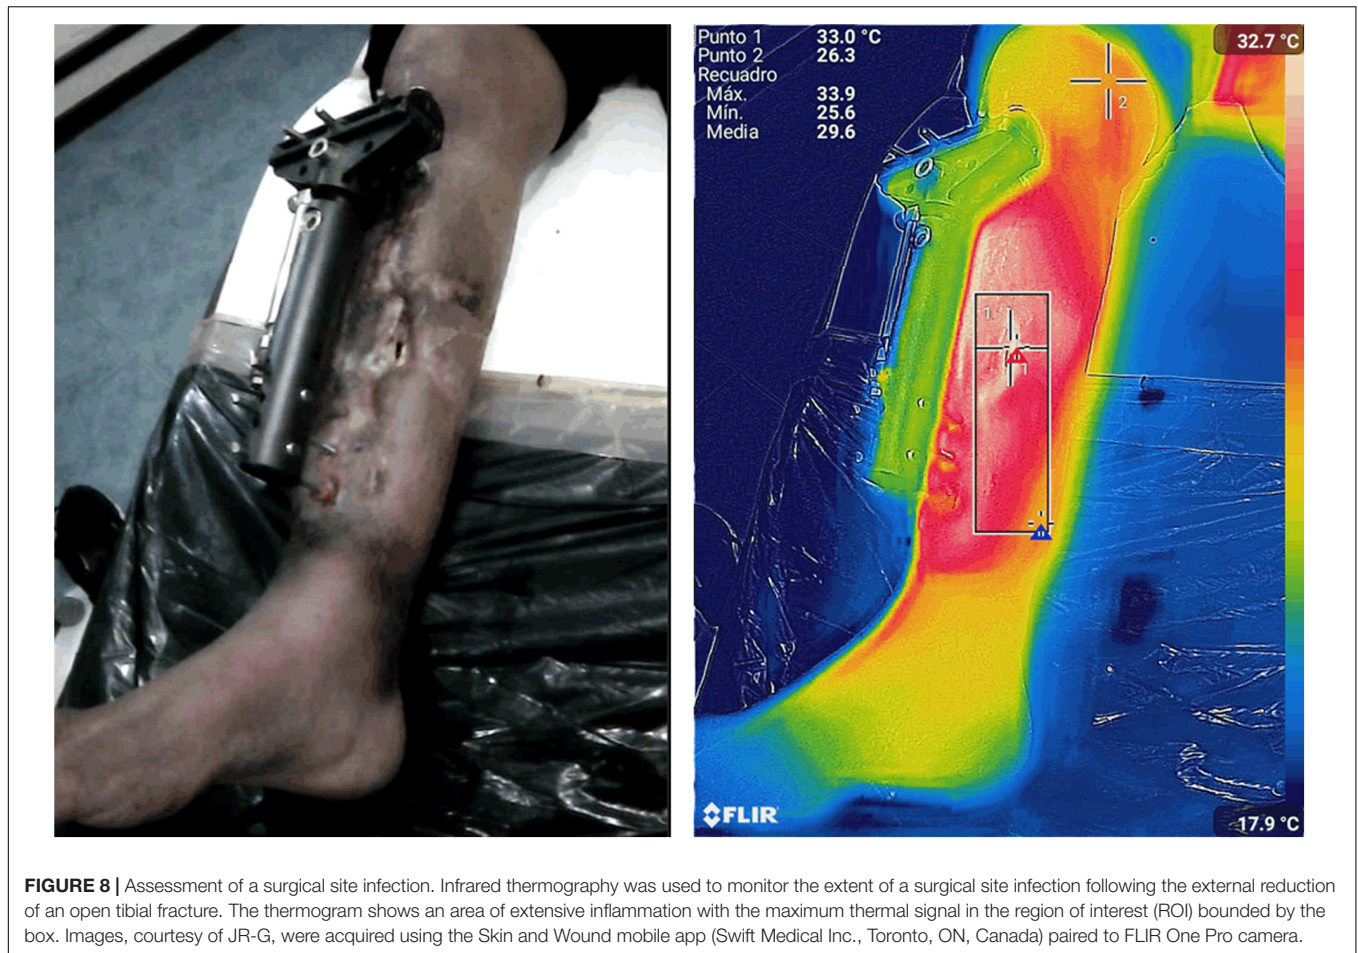 Punto 1 33.0 °C
Punto 2 26.3
Recuadro
Máx. 33.9
Mín. 25.6
Media 29.6
32.7 °C
2
1
1
17.9 °C
FLIR
FIGURE 8 | Assessment of a surgical site infection. Infrared thermography was used to monitor the extent of a surgical site infection following the external reduction
of an open tibial fracture. The thermogram shows an area of extensive inflammation with the maximum thermal signal in the region of interest (ROI) bounded by the
box. Images, courtesy of JR-G, were acquired using the Skin and Wound mobile app (Swift Medical Inc., Toronto, ON, Canada) paired to FLIR One Pro camera.